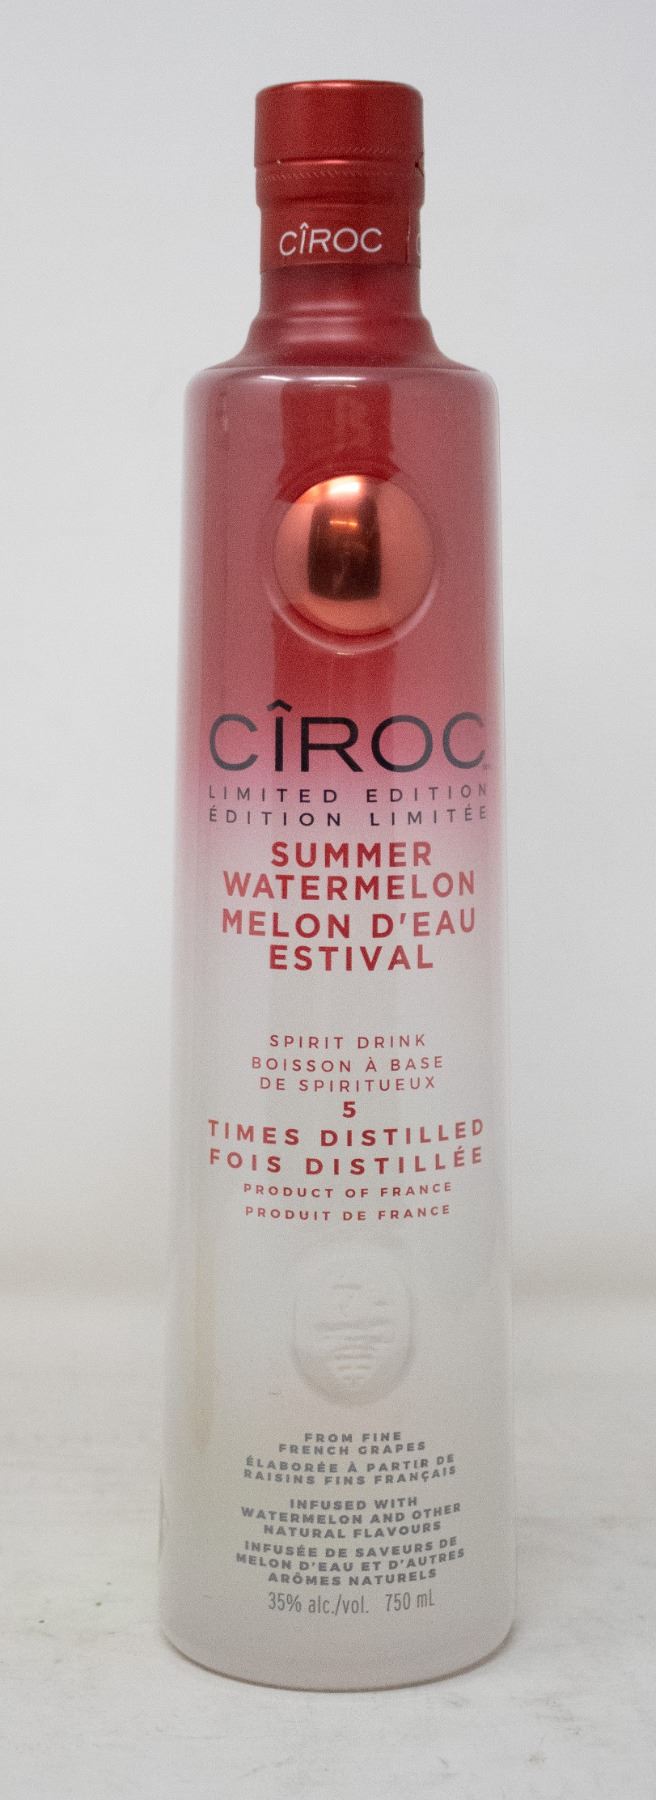 CÎROC
CÎROC
LIMITED EDITION
ÉDITION LIMITÉE
SUMMER
WATERMELON
MELON D'EAU
ESTIVAL
SPIRIT DRINK
BOISSON À BASE
DE SPIRITUEUX
5
TIMES DISTILLED
FOIS DISTILLÉE
PRODUCT OF FRANCE
PRODUIT DE FRANCE
FROM FINE
FRENCH GRAPES
ÉLABORÉE À PARTIR DE
RAISINS FINS FRANÇAIS
INFUSED WITH
WATERMELON AND OTHER
NATURAL FLAVOURS
INFUSÉE DE SAVEURS DE
MELON D'EAU ET D'AUTRES
ARÔMES NATURELS
35% alc./vol. 750 mL